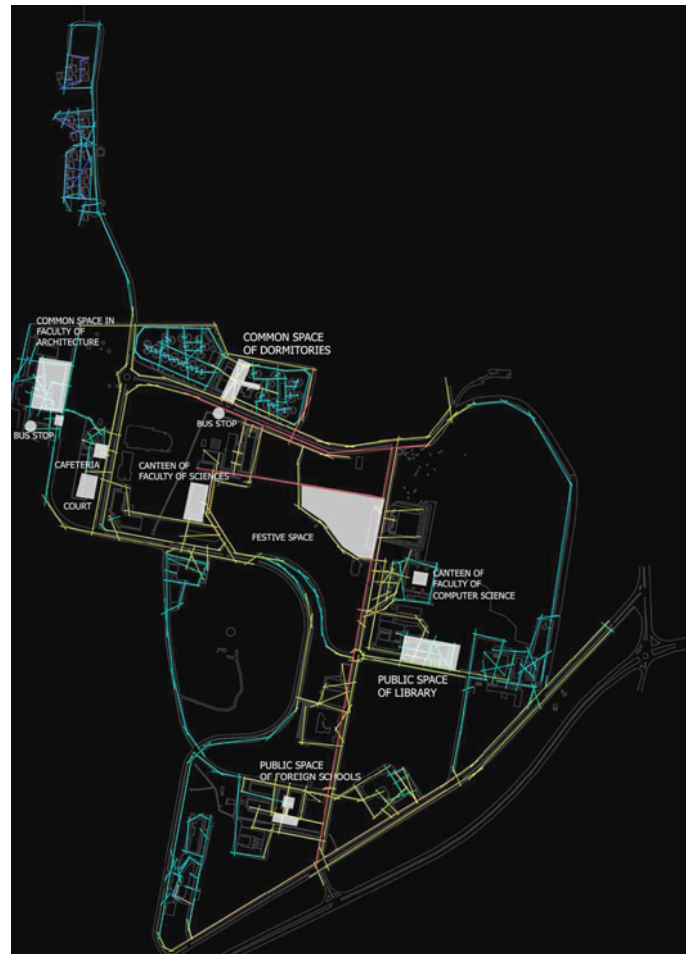 COMMON SPACE IN
FACULTY OF
ARCHITECTURE
COMMON SPACE
OF DORMITORIES
BUS STOP
BUS STOP
CAFETERIA
CANTEEN OF
FACULTY OF SCIENCES
COURT
FESTIVE SPACE
CANTEEN OF
FACULTY OF
COMPUTER SCIENCE
PUBLIC SPACE
OF LIBRARY
PUBLIC SPACE
OF FOREIGN SCHOOLS